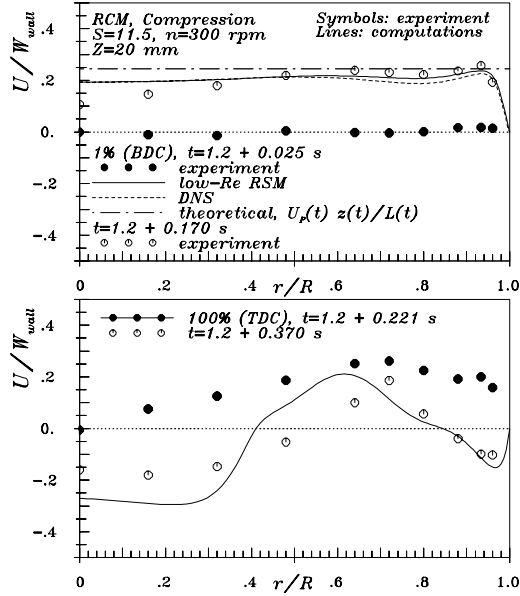 RCM, Compression
S=11.5, n=300 rpm
Z=20 mm
Symbols: experiment
Lines: computations
U/W_wall
.4
.2
0.
-.2
-.4
1% (BDC), t=1.2 + 0.025 s
experiment
low-Re RSM
DNS
theoretical, U_P(t) z(t)/L(t)
t=1.2 + 0.170 s
experiment
0 .2 .4 .6 .8 1.0
r/R
100% (TDC), t=1.2 + 0.221 s
t=1.2 + 0.370 s
U/W_wall
.4
.2
0.
-.2
-.4
0 .2 .4 .6 .8 1.0
r/R